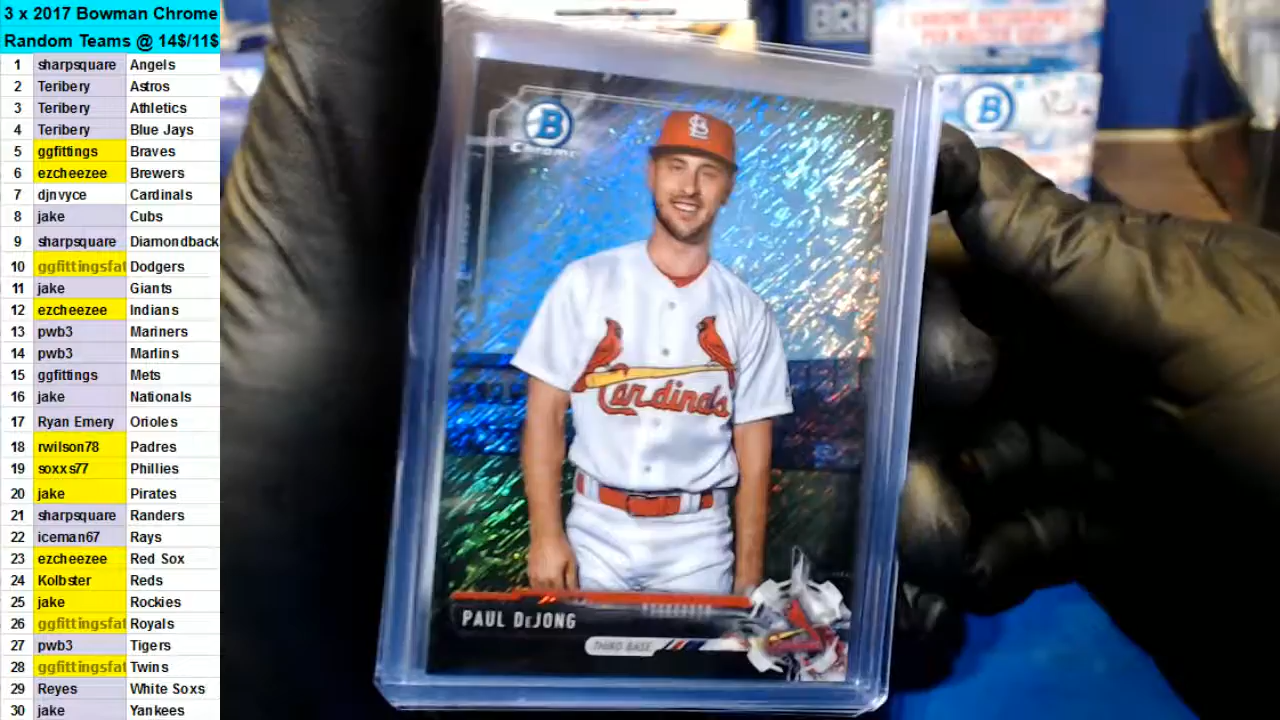 3 x 2017 Bowman Chrome
Random Teams @ 14$/11$
1 sharpsquare Angels
2 Teribery Astros
3 Teribery Athletics
4 Teribery Blue Jays
5 ggfittings Braves
6 ezcheezee Brewers
7 djnvyce Cardinals
8 jake Cubs
9 sharpsquare Diamondback
10 ggfittingsfat Dodgers
11 jake Giants
12 ezcheezee Indians
13 pwb3 Mariners
14 pwb3 Marlins
15 ggfittings Mets
16 jake Nationals
17 Ryan Emery Orioles
18 rwilson78 Padres
19 soxxs77 Phillies
20 jake Pirates
21 sharpsquare Randers
22 iceman67 Rays
23 ezcheezee Red Sox
24 Kolbster Reds
25 jake Rockies
26 ggfittingsfat Royals
27 pwb3 Tigers
28 ggfittingsfat Twins
29 Reyes White Soxs
30 jake Yankees
BRI
B
B
Chrome
Cardinals
PAUL DeJONG
THIRD BASE